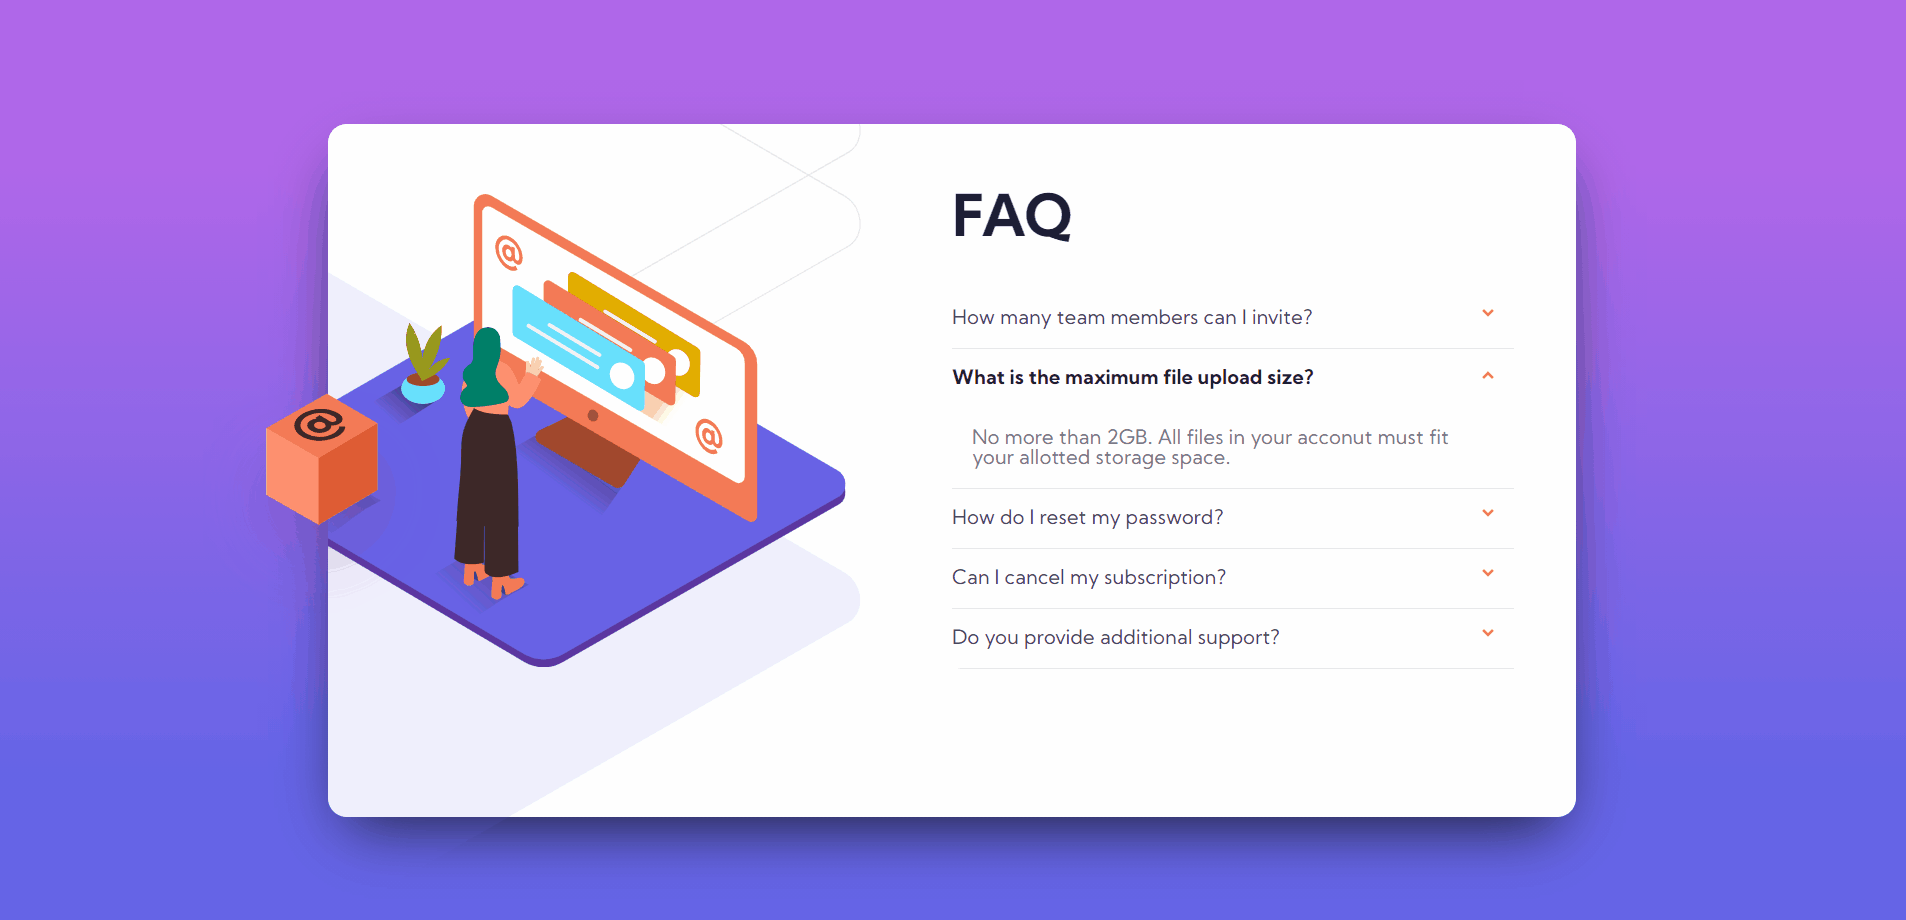 FAQ
How many team members can I invite?
What is the maximum file upload size?
No more than 2GB. All files in your acconut must fit
your allotted storage space.
How do I reset my password?
Can I cancel my subscription?
Do you provide additional support?
@
@
@